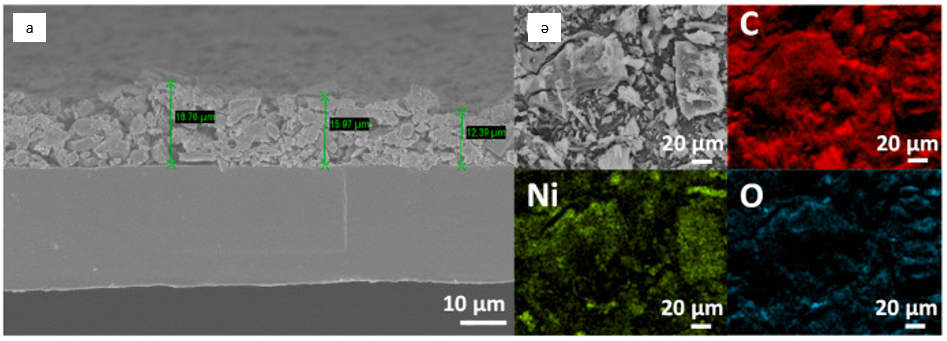 a
18.76 µm
15.97 µm
12.39 µm
10 µm
ə
20 µm
C
20 µm
Ni
20 µm
O
20 µm